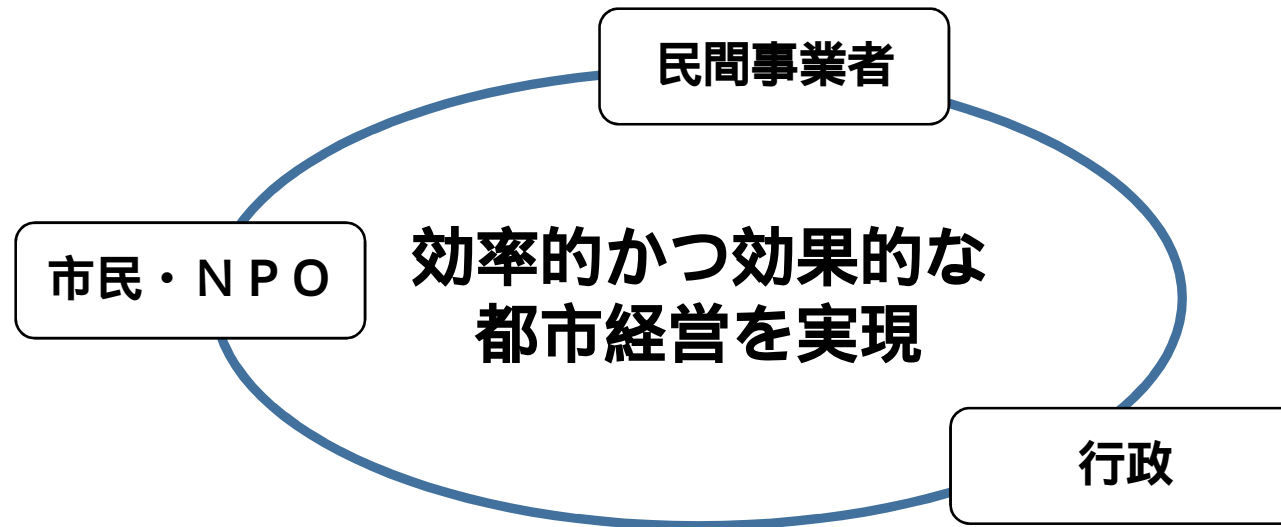 民間事業者
市民・ＮＰＯ
効率的かつ効果的な
都市経営を実現
行政